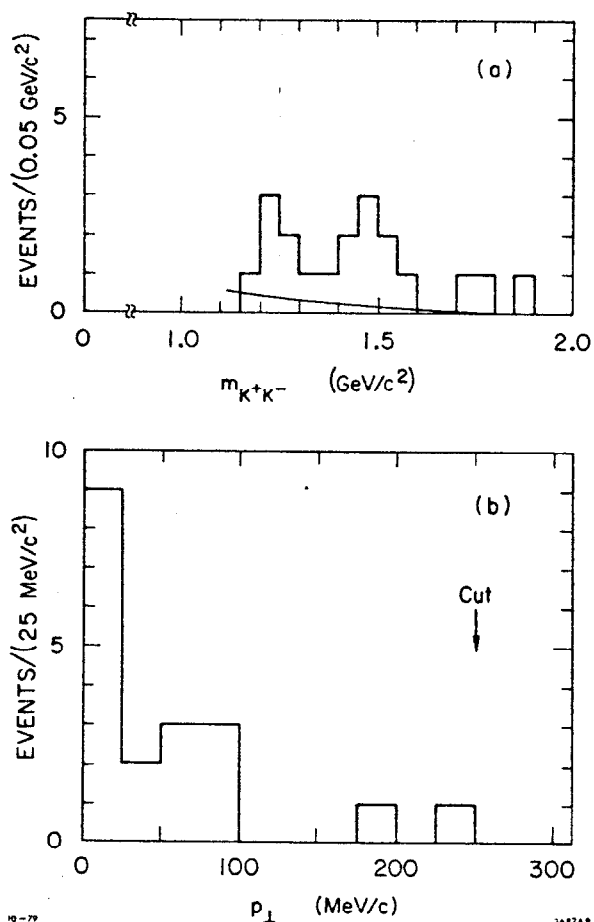 (a)
EVENTS/(0.05 GeV/c²)
5
0
0 1.0 1.5 2.0
m_K⁺K⁻ (GeV/c²)
10
(b)
Cut
EVENTS/(25 MeV/c²)
5
0
0 100 200 300
p⊥ (MeV/c)
10-79